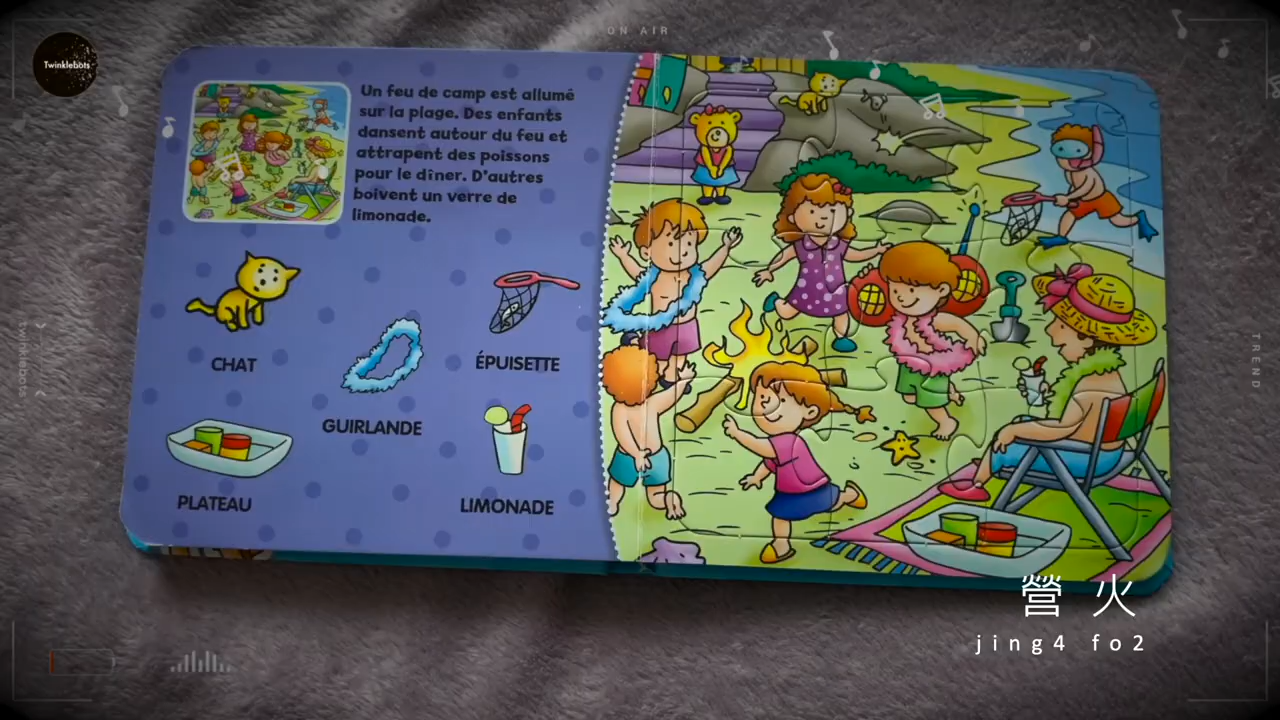 ON AIR
Twinklebots
Un feu de camp est allumé
sur la plage. Des enfants
dansent autour du feu et
attrapent des poissons
pour le dîner. D'autres
boivent un verre de
limonade.
CHAT
ÉPUISETTE
GUIRLANDE
PLATEAU
LIMONADE
twinklebots
TREND
營火
jing4 fo2